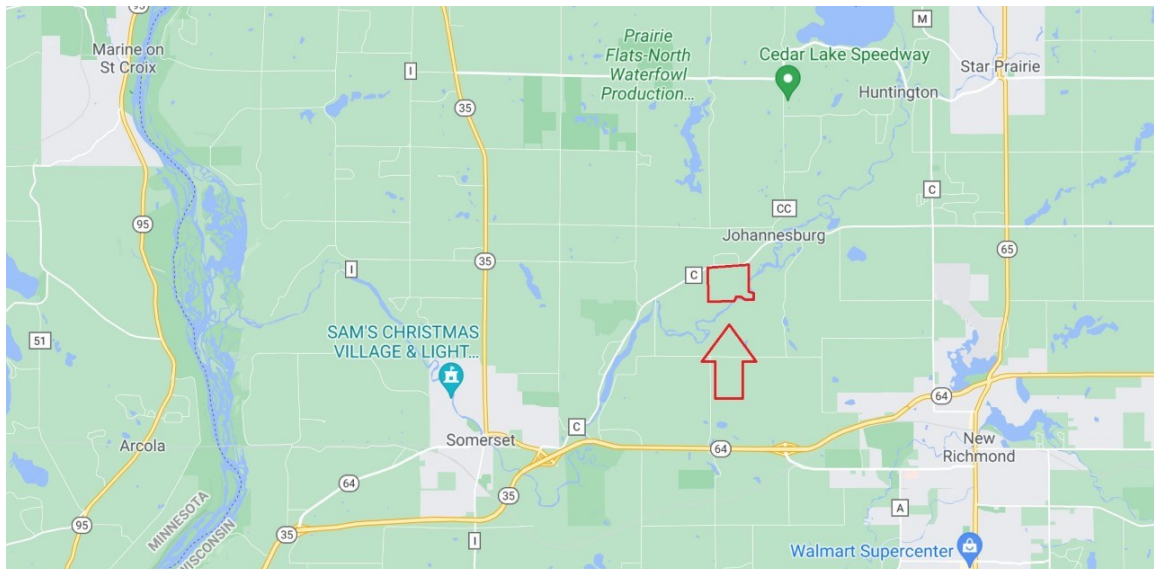 95
Marine on
St Croix
I
35
Prairie
Flats-North
Waterfowl
Production...
Cedar Lake Speedway
M
Star Prairie
Huntington
C
CC
95
Johannesburg
65
35
I
C
51
SAM'S CHRISTMAS
VILLAGE & LIGHT...
64
C
Somerset
64
New
Richmond
Arcola
64
35
A
95
MINNESOTA
WISCONSIN
35
I
Walmart Supercenter